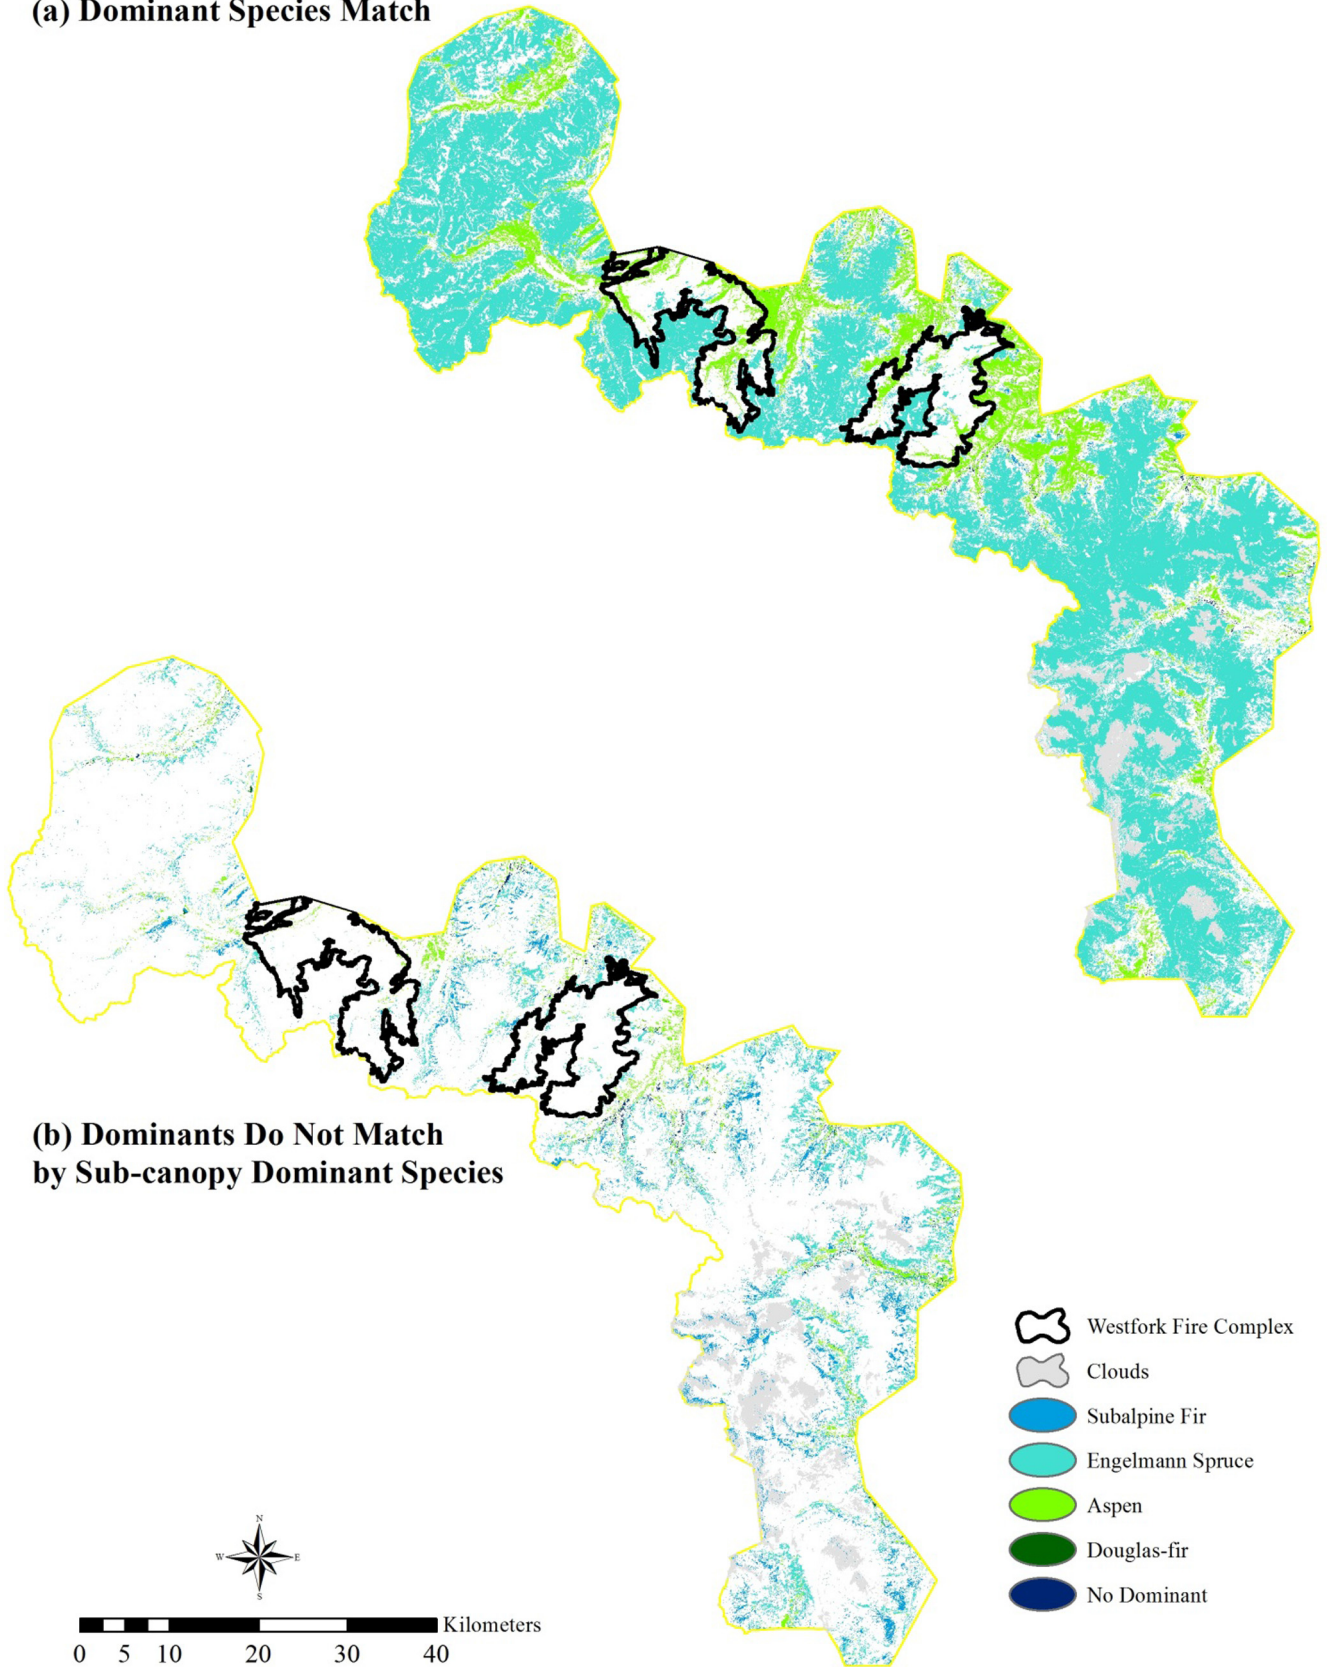 (a) Dominant Species Match
(b) Dominants Do Not Match
by Sub-canopy Dominant Species
Westfork Fire Complex
Clouds
Subalpine Fir
Engelmann Spruce
Aspen
Douglas-fir
No Dominant
N
W E
S
Kilometers
0 5 10 20 30 40